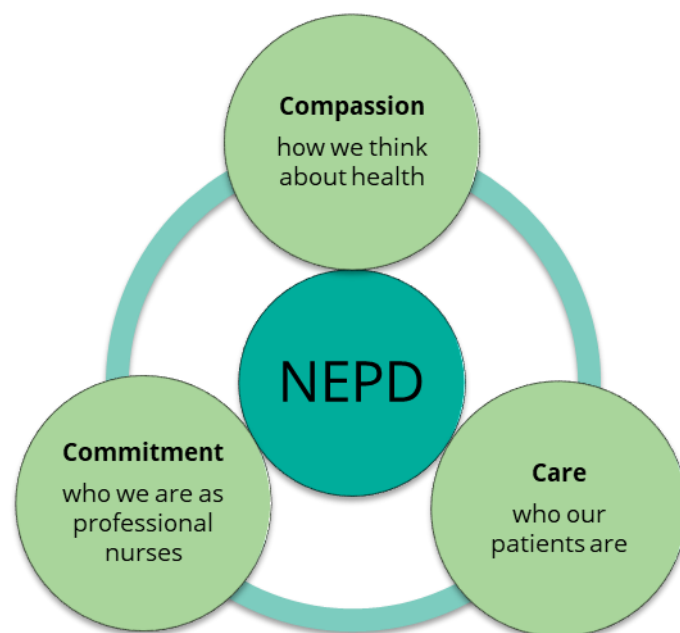 Compassion
how we think
about health
NEPD
Commitment
who we are as
professional
nurses
Care
who our
patients are